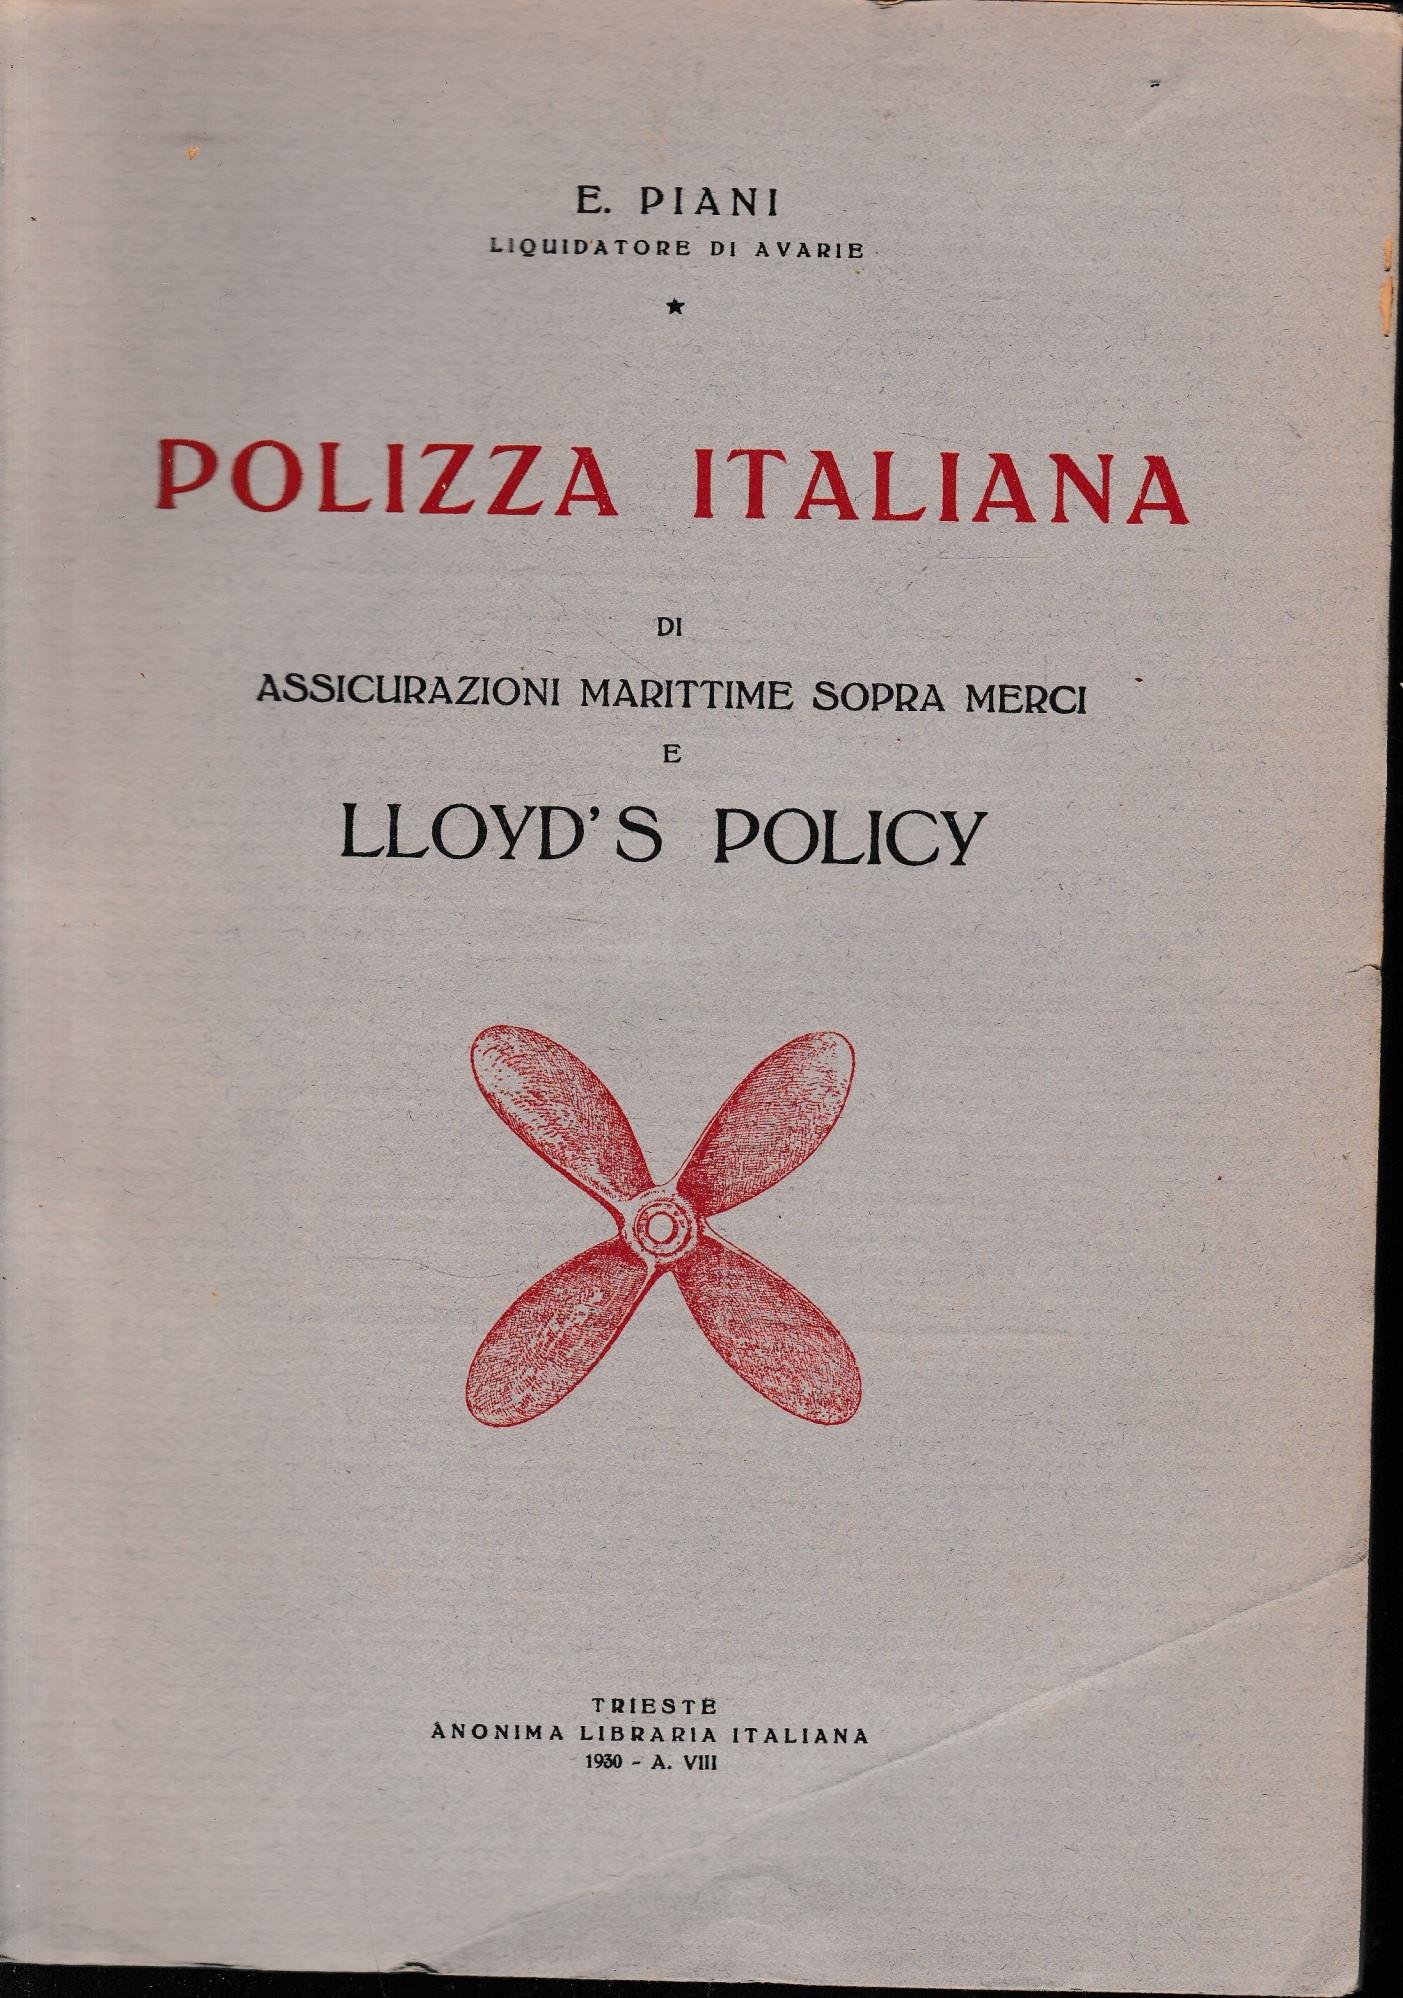 E. PIANI
LIQUIDATORE DI AVARIE
★
POLIZZA ITALIANA
DI
ASSICURAZIONI MARITTIME SOPRA MERCI
E
LLOYD'S POLICY
TRIESTE
ANONIMA LIBRARIA ITALIANA
1930 - A. VIII